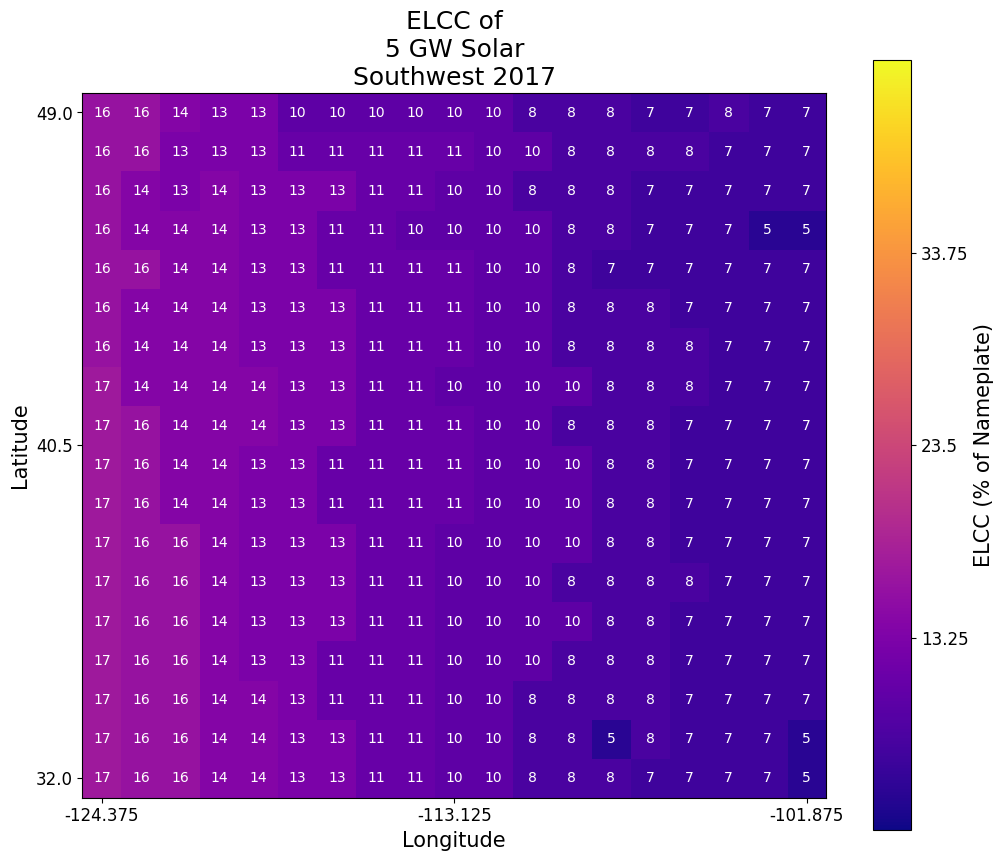 ELCC of
5 GW Solar
Southwest 2017
49.0 16 16 14 13 13 10 10 10 10 10 10 8 8 8 7 7 8 7 7
16 16 13 13 13 11 11 11 11 11 10 10 8 8 8 8 7 7 7
16 14 13 14 13 13 13 11 11 10 10 8 8 8 7 7 7 7 7
16 14 14 14 13 13 11 11 10 10 10 10 8 8 7 7 7 5 5
16 16 14 14 13 13 11 11 11 11 10 10 8 7 7 7 7 7 7
16 14 14 14 13 13 13 11 11 11 10 10 8 8 8 7 7 7 7
16 14 14 14 13 13 13 11 11 11 10 10 8 8 8 8 7 7 7
17 14 14 14 14 13 13 11 11 10 10 10 10 8 8 8 7 7 7
17 16 14 14 14 13 13 11 11 11 10 10 8 8 8 7 7 7 7
40.5
17 16 14 14 13 13 11 11 11 11 10 10 10 8 8 7 7 7 7
17 16 14 14 13 13 11 11 11 11 10 10 10 8 8 7 7 7 7
17 16 16 14 13 13 13 11 11 10 10 10 10 8 8 7 7 7 7
17 16 16 14 13 13 13 11 11 10 10 10 8 8 8 8 7 7 7
17 16 16 14 13 13 13 11 11 10 10 10 10 8 8 7 7 7 7
17 16 16 14 13 13 11 11 11 10 10 10 8 8 8 7 7 7 7
17 16 16 14 14 13 11 11 11 10 10 8 8 8 8 7 7 7 7
17 16 16 14 14 13 13 11 11 10 10 8 8 5 8 7 7 7 5
32.0 17 16 16 14 14 13 13 11 11 10 10 8 8 8 7 7 7 7 5
-124.375 -113.125 -101.875
Longitude
Latitude
33.75
23.5
13.25
ELCC (% of Nameplate)